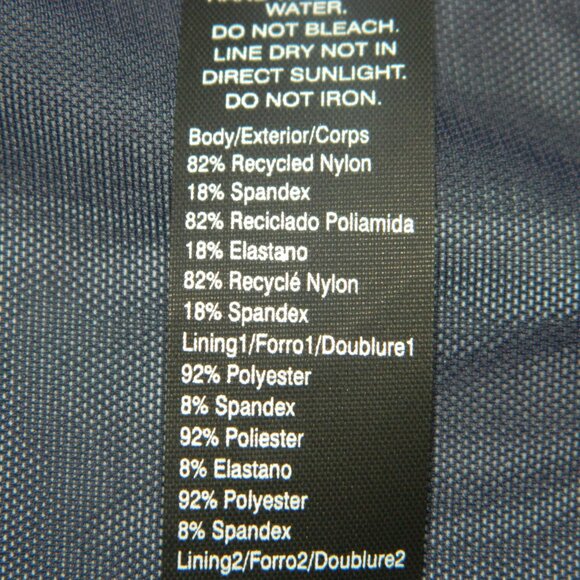 WATER.
DO NOT BLEACH.
LINE DRY NOT IN
DIRECT SUNLIGHT.
DO NOT IRON.
Body/Exterior/Corps
82% Recycled Nylon
18% Spandex
82% Reciclado Poliamida
18% Elastano
82% Recyclé Nylon
18% Spandex
Lining1/Forro1/Doublure1
92% Polyester
8% Spandex
92% Poliester
8% Elastano
92% Polyester
8% Spandex
Lining2/Forro2/Doublure2